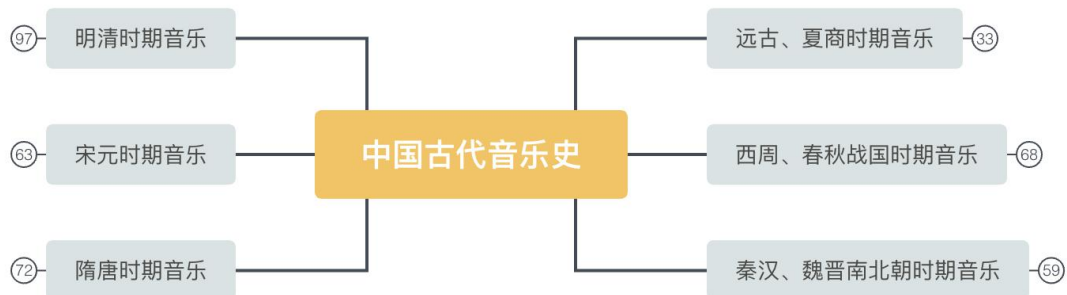 中国古代音乐史
远古、夏商时期音乐
33
西周、春秋战国时期音乐
68
秦汉、魏晋南北朝时期音乐
59
97
明清时期音乐
63
宋元时期音乐
72
隋唐时期音乐